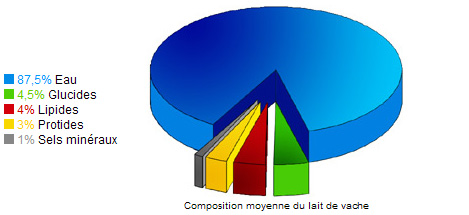 87,5% Eau
4,5% Glucides
4% Lipides
3% Protides
1% Sels minéraux
Composition moyenne du lait de vache